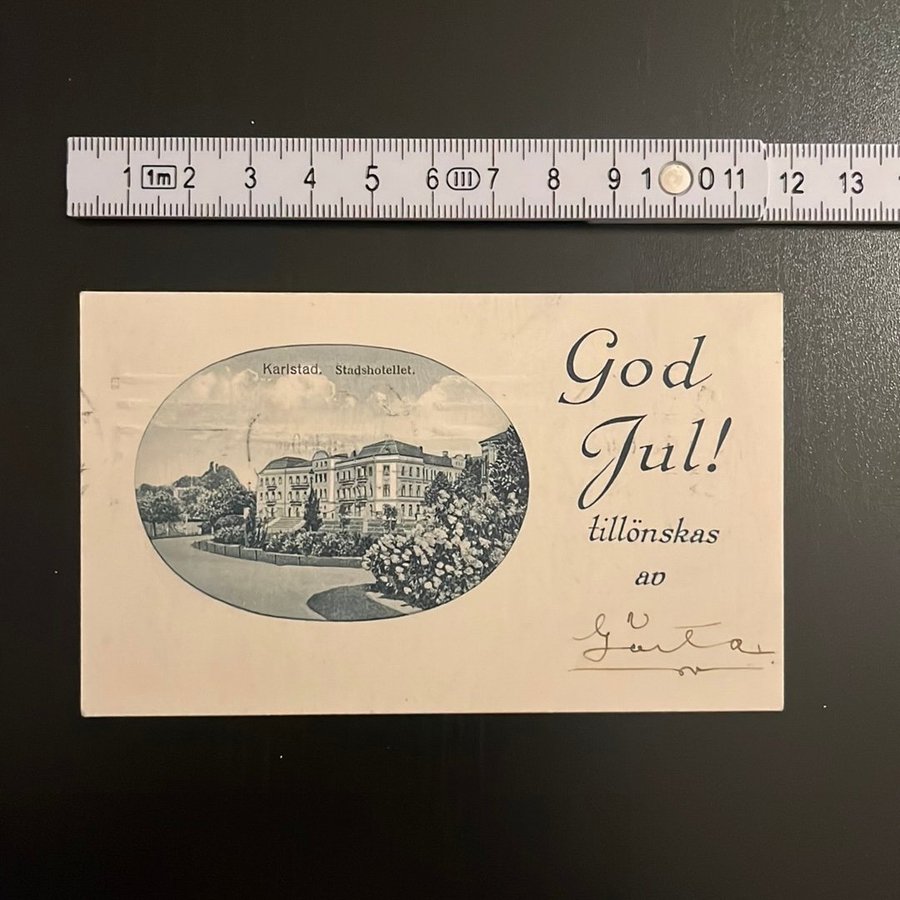 1 1m 2 3 4 5 6 III 7 8 9 10 11 12 13
Karlstad. Stadshotellet.
God
Jul!
tillönskas
av
Gösta.